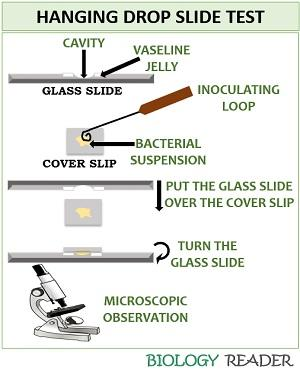 HANGING DROP SLIDE TEST
CAVITY
VASELINE
JELLY
GLASS SLIDE
INOCULATING
LOOP
BACTERIAL
SUSPENSION
COVER SLIP
PUT THE GLASS SLIDE
OVER THE COVER SLIP
TURN THE
GLASS SLIDE
MICROSCOPIC
OBSERVATION
BIOLOGY READER